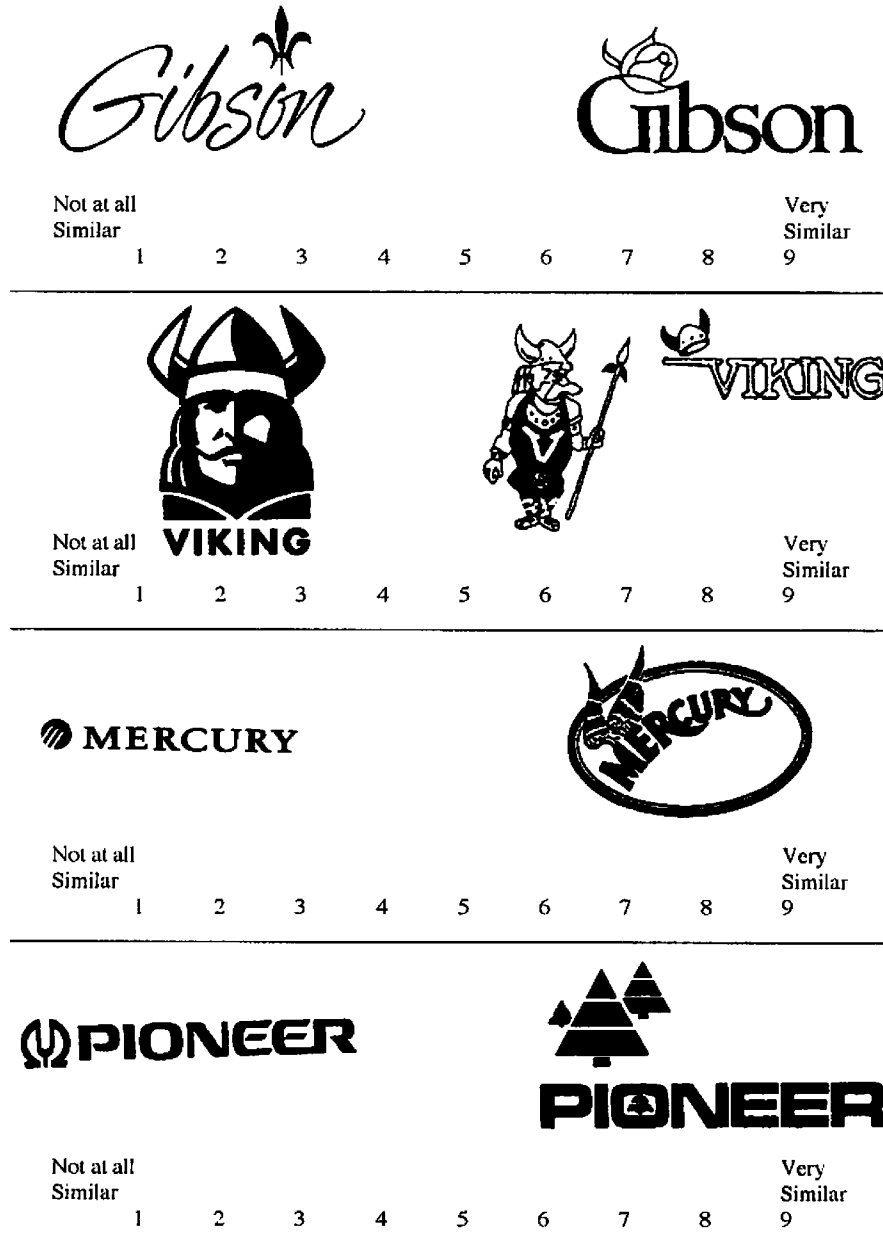 Gibson Gibson
Not at all Very
Similar Similar
1 2 3 4 5 6 7 8 9
VIKING
VIKING
Not at all Very
Similar Similar
1 2 3 4 5 6 7 8 9
MERCURY MERCURY
Not at all Very
Similar Similar
1 2 3 4 5 6 7 8 9
PIONEER PIONEER
Not at all Very
Similar Similar
1 2 3 4 5 6 7 8 9